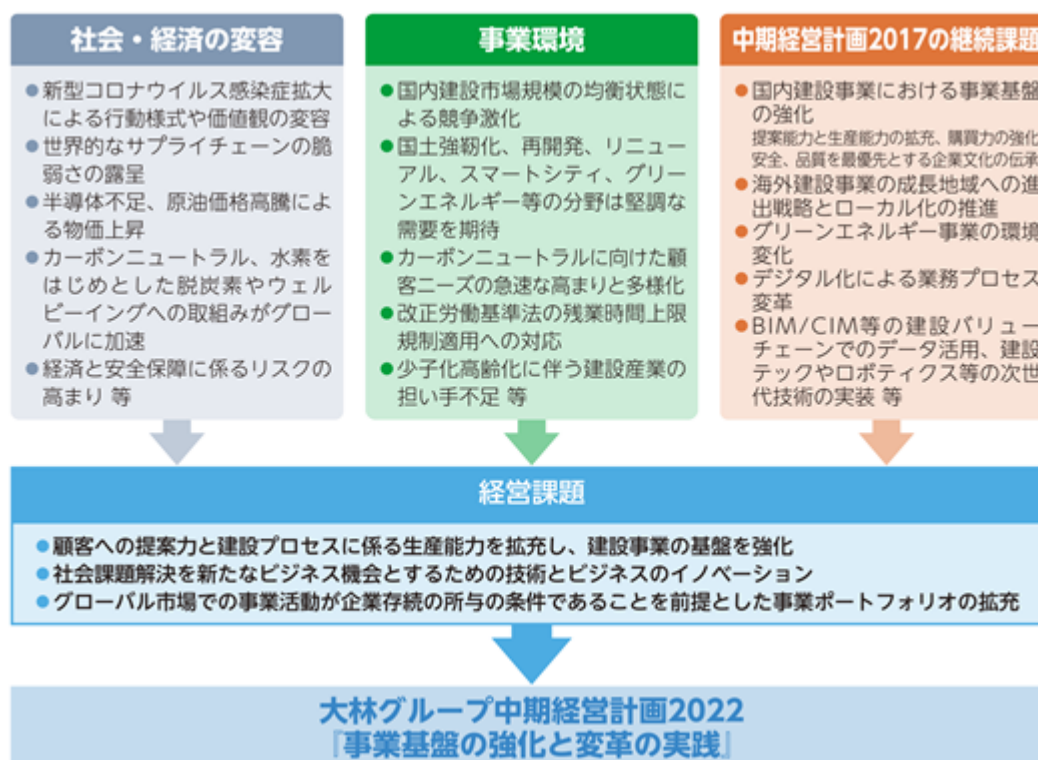 社会・経済の変容
●新型コロナウイルス感染症拡大
による行動様式や価値観の変容
●世界的なサプライチェーンの脆
弱さの露呈
●半導体不足、原油価格高騰によ
る物価上昇
●カーボンニュートラル、水素を
はじめとした脱炭素やウェル
ビーイングへの取組みがグロー
バルに加速
●経済と安全保障に係るリスクの
高まり 等
事業環境
●国内建設市場規模の均衡状態に
よる競争激化
●国土強靭化、再開発、リニュー
アル、スマートシティ、グリー
ンエネルギー等の分野は堅調な
需要を期待
●カーボンニュートラルに向けた顧
客ニーズの急速な高まりと多様化
●改正労働基準法の残業時間上限
規制適用への対応
●少子化高齢化に伴う建設産業の
担い手不足 等
中期経営計画2017の継続課題
●国内建設事業における事業基盤
の強化
提案能力と生産能力の拡充、購買力の強化
安全、品質を最優先とする企業文化の伝承
●海外建設事業の成長地域への進
出戦略とローカル化の推進
●グリーンエネルギー事業の環境
変化
●デジタル化による業務プロセス
変革
●BIM/CIM等の建設バリュー
チェーンでのデータ活用、建設
テックやロボティクス等の次世
代技術の実装 等
経営課題
●顧客への提案力と建設プロセスに係る生産能力を拡充し、建設事業の基盤を強化
●社会課題解決を新たなビジネス機会とするための技術とビジネスのイノベーション
●グローバル市場での事業活動が企業存続の所与の条件であることを前提とした事業ポートフォリオの拡充
大林グループ中期経営計画2022
『事業基盤の強化と変革の実践』